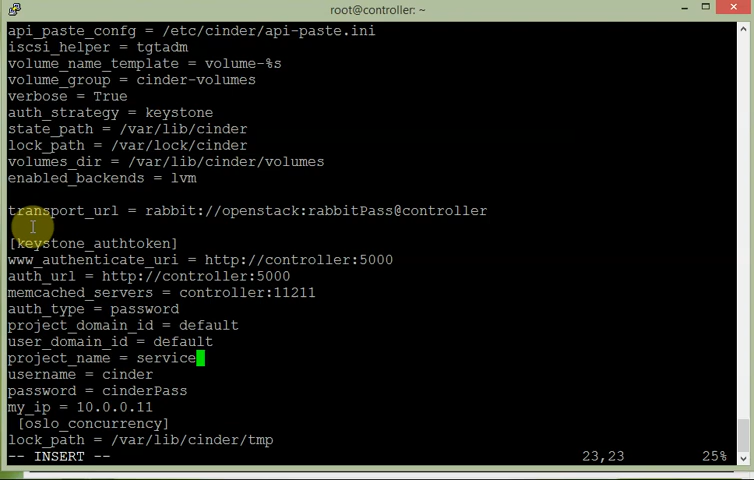 root@controller: ~
api_paste_confg = /etc/cinder/api-paste.ini
iscsi_helper = tgtadm
volume_name_template = volume-%s
volume_group = cinder-volumes
verbose = True
auth_strategy = keystone
state_path = /var/lib/cinder
lock_path = /var/lock/cinder
volumes_dir = /var/lib/cinder/volumes
enabled_backends = lvm
transport_url = rabbit://openstack:rabbitPass@controller
[keystone_authtoken]
www_authenticate_uri = http://controller:5000
auth_url = http://controller:5000
memcached_servers = controller:11211
auth_type = password
project_domain_id = default
user_domain_id = default
project_name = service
username = cinder
password = cinderPass
my_ip = 10.0.0.11
[oslo_concurrency]
lock_path = /var/lib/cinder/tmp
-- INSERT -- 23,23 25%